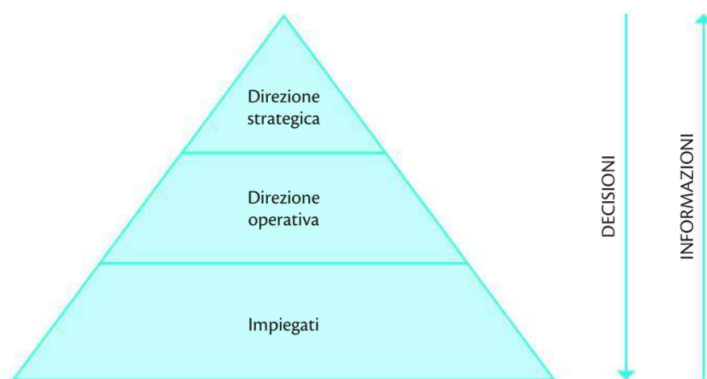 Direzione
strategica
Direzione
operativa
Impiegati
DECISIONI
INFORMAZIONI